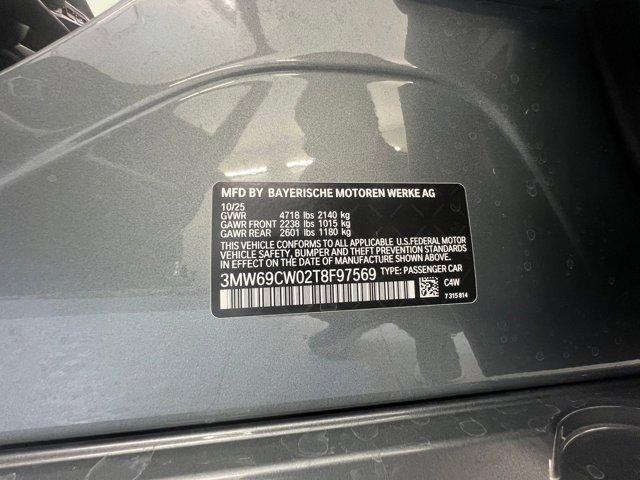 MFD BY BAYERISCHE MOTOREN WERKE AG
10/25
GVWR 4718 lbs 2140 kg
GAWR FRONT 2238 lbs 1015 kg
GAWR REAR 2601 lbs 1180 kg
THIS VEHICLE CONFORMS TO ALL APPLICABLE U.S.FEDERAL MOTOR
VEHICLE SAFETY, BUMPER AND THEFT PREVENTION STANDARDS IN
EFFECT ON THE DATE OF MANUFACTURE SHOWN ABOVE.
3MW69CW02T8F97569 TYPE: PASSENGER CAR
C4W
7 315 814